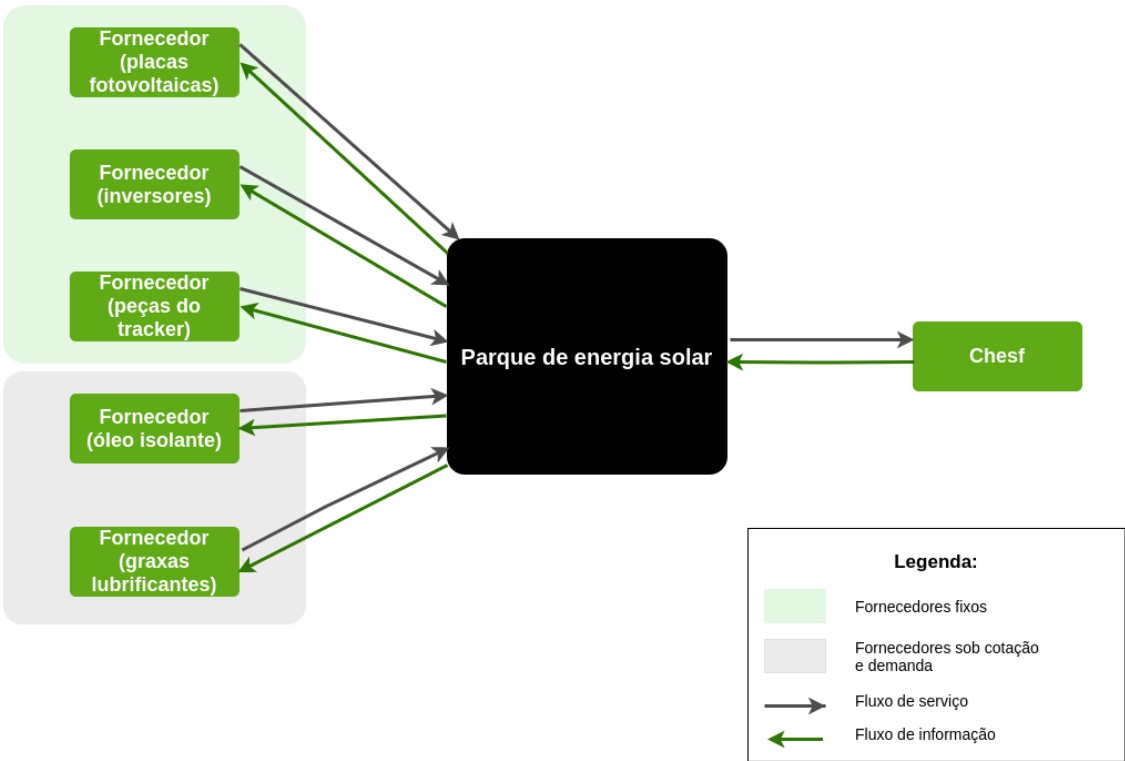 Fornecedor
(placas
fotovoltaicas)
Fornecedor
(inversores)
Fornecedor
(peças do
tracker)
Fornecedor
(óleo isolante)
Fornecedor
(graxas
lubrificantes)
Parque de energia solar
Chesf
Legenda:
Fornecedores fixos
Fornecedores sob cotação
e demanda
Fluxo de serviço
Fluxo de informação